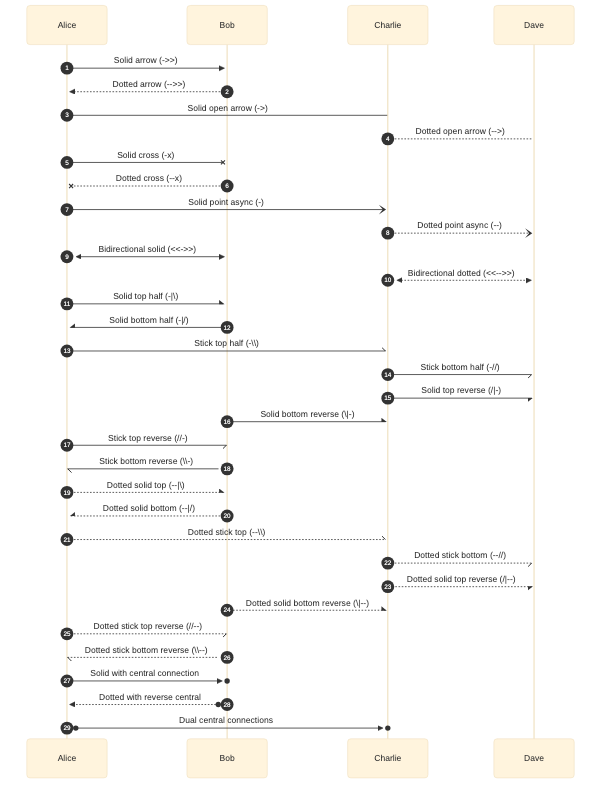 Alice Bob Charlie Dave
Solid arrow (->>)
1
Dotted arrow (-->>)
2
Solid open arrow (->)
3
Dotted open arrow (-->)
4
Solid cross (-x)
5
Dotted cross (--x)
6
Solid point async (-)
7
Dotted point async (--)
8
Bidirectional solid (<<->>)
9
Bidirectional dotted (<<-->>)
10
Solid top half (-|\)
11
Solid bottom half (-|/)
12
Stick top half (-\\)
13
Stick bottom half (-//)
14
Solid top reverse (/|-)
15
Solid bottom reverse (\|-)
16
Stick top reverse (//-)
17
Stick bottom reverse (\\-)
18
Dotted solid top (--|\)
19
Dotted solid bottom (--|/)
20
Dotted stick top (--\\)
21
Dotted stick bottom (--//)
22
Dotted solid top reverse (/|--)
23
Dotted solid bottom reverse (\|--)
24
Dotted stick top reverse (//--)
25
Dotted stick bottom reverse (\\--)
26
Solid with central connection
27
Dotted with reverse central
28
Dual central connections
29
Alice Bob Charlie Dave